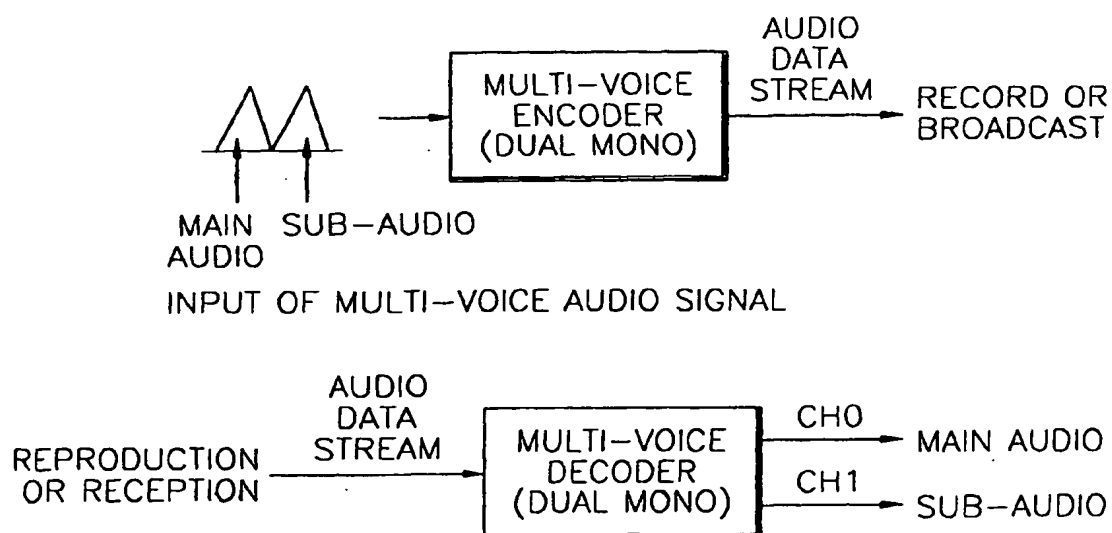 AUDIO
DATA
STREAM
MULTI-VOICE
ENCODER
(DUAL MONO)
RECORD OR
BROADCAST
MAIN
AUDIO
SUB-AUDIO
INPUT OF MULTI-VOICE AUDIO SIGNAL
AUDIO
DATA
STREAM
REPRODUCTION
OR RECEPTION
MULTI-VOICE
DECODER
(DUAL MONO)
CH0
MAIN AUDIO
CH1
SUB-AUDIO